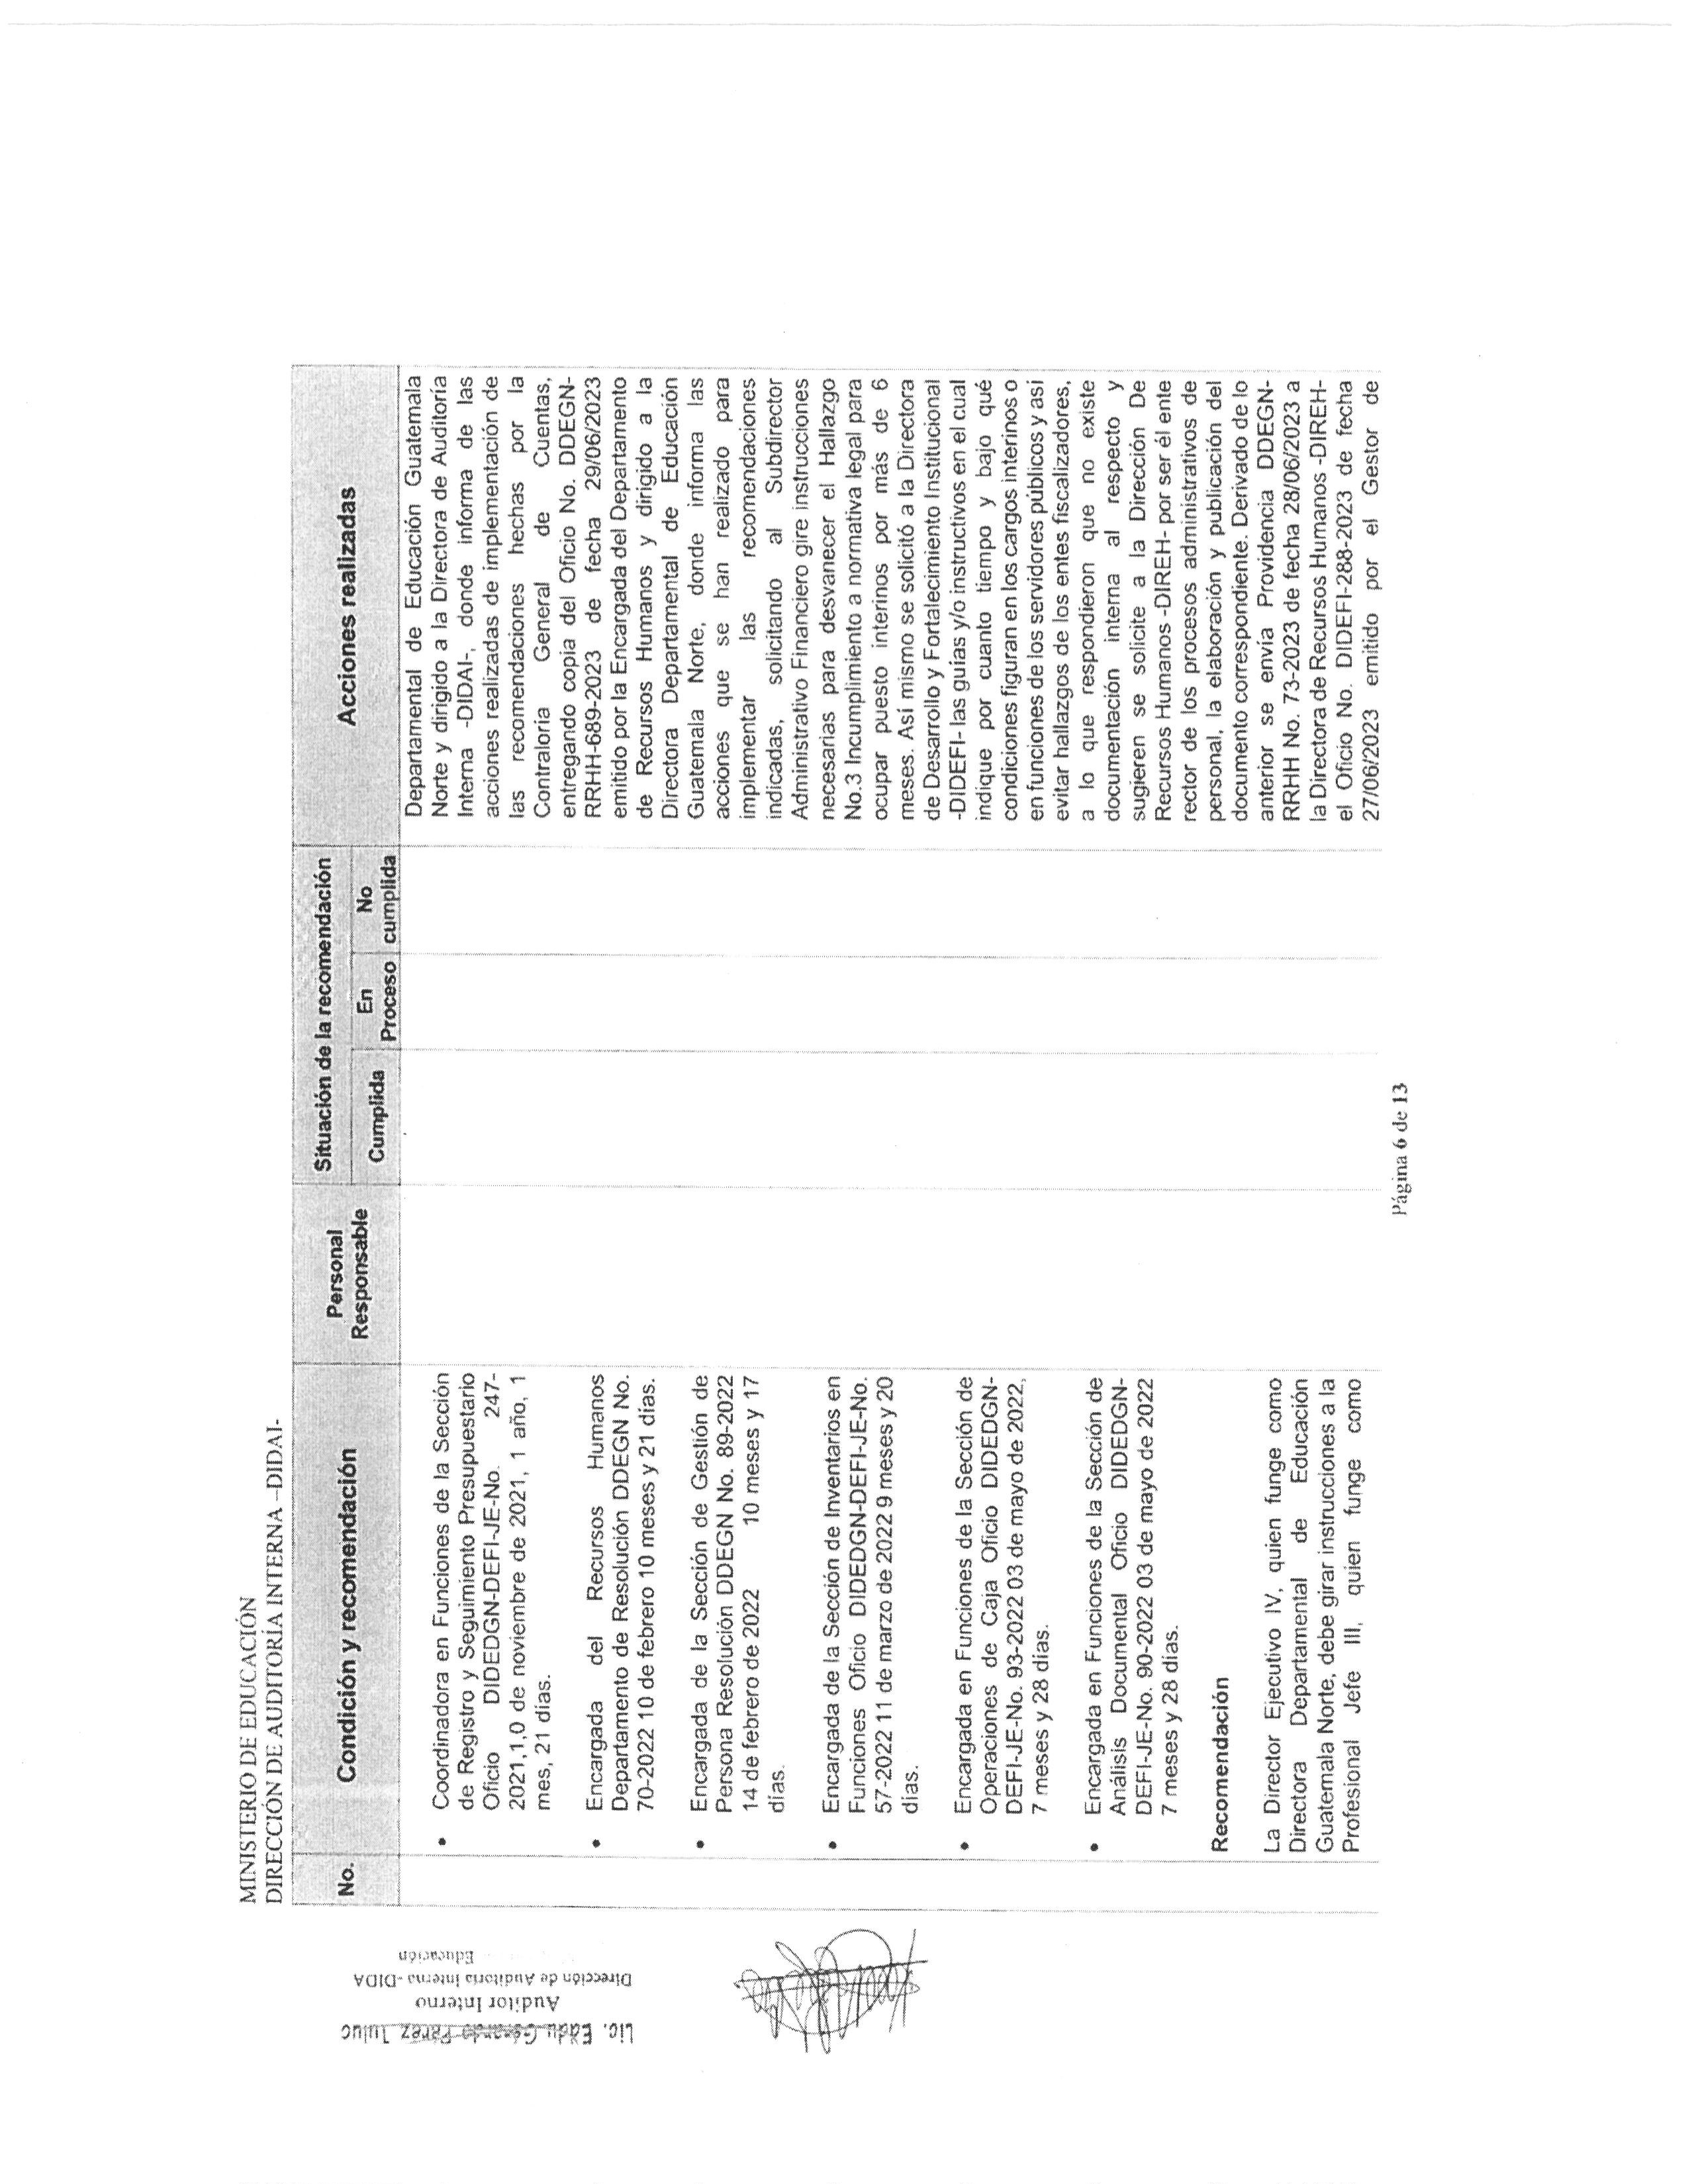 MINISTERIO DE EDUCACIÓN
DIRECCIÓN DE AUDITORÍA INTERNA –DIDAI-
No.
Condición y recomendación
Personal
Responsable
Situación de la recomendación
Cumplida
En
Proceso
No
cumplida
Acciones realizadas
• Coordinadora en Funciones de la Sección
de Registro y Seguimiento Presupuestario
Oficio DIDEDGN-DEFI-JE-No. 247-
2021,1,0 de noviembre de 2021, 1 año, 1
mes, 21 días.
• Encargada del Recursos Humanos
Departamento de Resolución DDEGN No.
70-2022 10 de febrero 10 meses y 21 días.
• Encargada de la Sección de Gestión de
Persona Resolución DDEGN No. 89-2022
14 de febrero de 2022 10 meses y 17
días.
• Encargada de la Sección de Inventarios en
Funciones Oficio DIDEDGN-DEFI-JE-No.
57-2022 11 de marzo de 2022 9 meses y 20
días.
• Encargada en Funciones de la Sección de
Operaciones de Caja Oficio DIDEDGN-
DEFI-JE-No. 93-2022 03 de mayo de 2022,
7 meses y 28 días.
• Encargada en Funciones de la Sección de
Análisis Documental Oficio DIDEDGN-
DEFI-JE-No. 90-2022 03 de mayo de 2022
7 meses y 28 días.
Recomendación
La Director Ejecutivo IV, quien funge como
Directora Departamental de Educación
Guatemala Norte, debe girar instrucciones a la
Profesional Jefe III, quien funge como
Departamental de Educación Guatemala
Norte y dirigido a la Directora de Auditoría
Interna -DIDAI-, donde informa de las
acciones realizadas de implementación de
las recomendaciones hechas por la
Contraloría General de Cuentas,
entregando copia del Oficio No. DDEGN-
RRHH-689-2023 de fecha 29/06/2023
emitido por la Encargada del Departamento
de Recursos Humanos y dirigido a la
Directora Departamental de Educación
Guatemala Norte, donde informa las
acciones que se han realizado para
implementar las recomendaciones
indicadas, solicitando al Subdirector
Administrativo Financiero gire instrucciones
necesarias para desvanecer el Hallazgo
No.3 Incumplimiento a normativa legal para
ocupar puesto interinos por más de 6
meses. Así mismo se solicitó a la Directora
de Desarrollo y Fortalecimiento Institucional
-DIDEFI- las guías y/o instructivos en el cual
indique por cuanto tiempo y bajo qué
condiciones figuran en los cargos interinos o
en funciones de los servidores públicos y así
evitar hallazgos de los entes fiscalizadores,
a lo que respondieron que no existe
documentación interna al respecto y
sugieren se solicite a la Dirección De
Recursos Humanos -DIREH- por ser él ente
rector de los procesos administrativos de
personal, la elaboración y publicación del
documento correspondiente. Derivado de lo
anterior se envía Providencia DDEGN-
RRHH No. 73-2023 de fecha 28/06/2023 a
la Directora de Recursos Humanos -DIREH-
el Oficio No. DIDEFI-288-2023 de fecha
27/06/2023 emitido por el Gestor de
Página 6 de 13
Lic. Eddu Gerardo Pérez Tuluc
Auditor Interno
Dirección de Auditoria Interna -DIDA
Educación